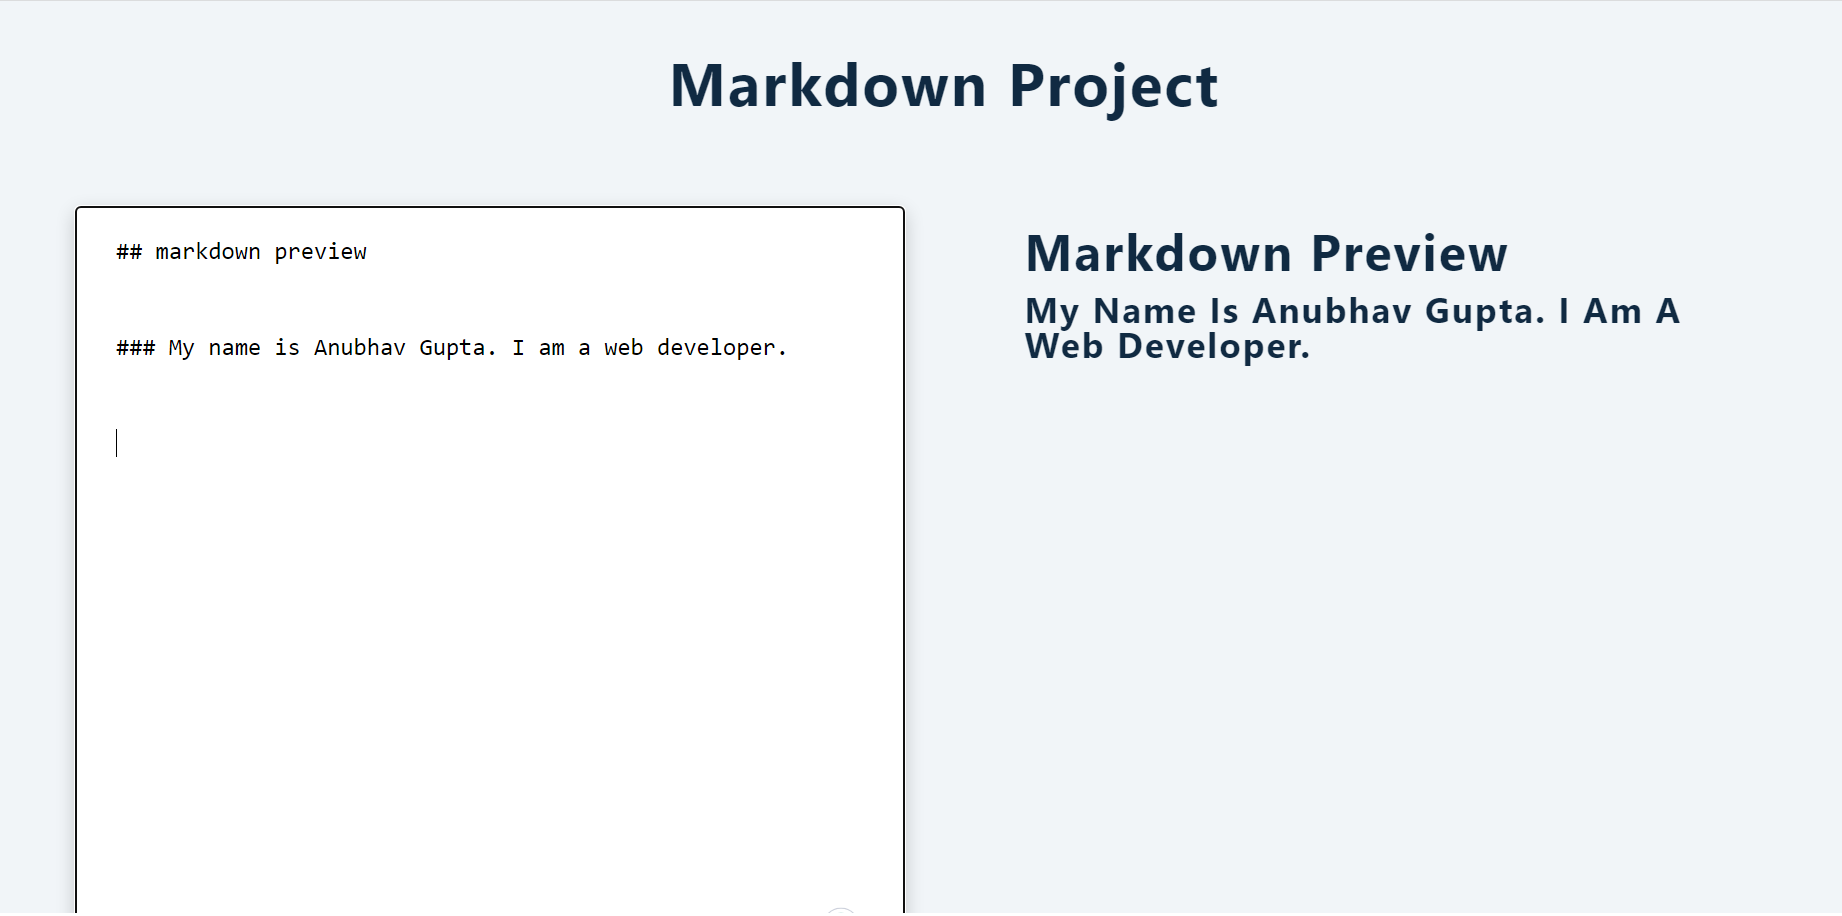 Markdown Project
## markdown preview
### My name is Anubhav Gupta. I am a web developer.
Markdown Preview
My Name Is Anubhav Gupta. I Am A
Web Developer.